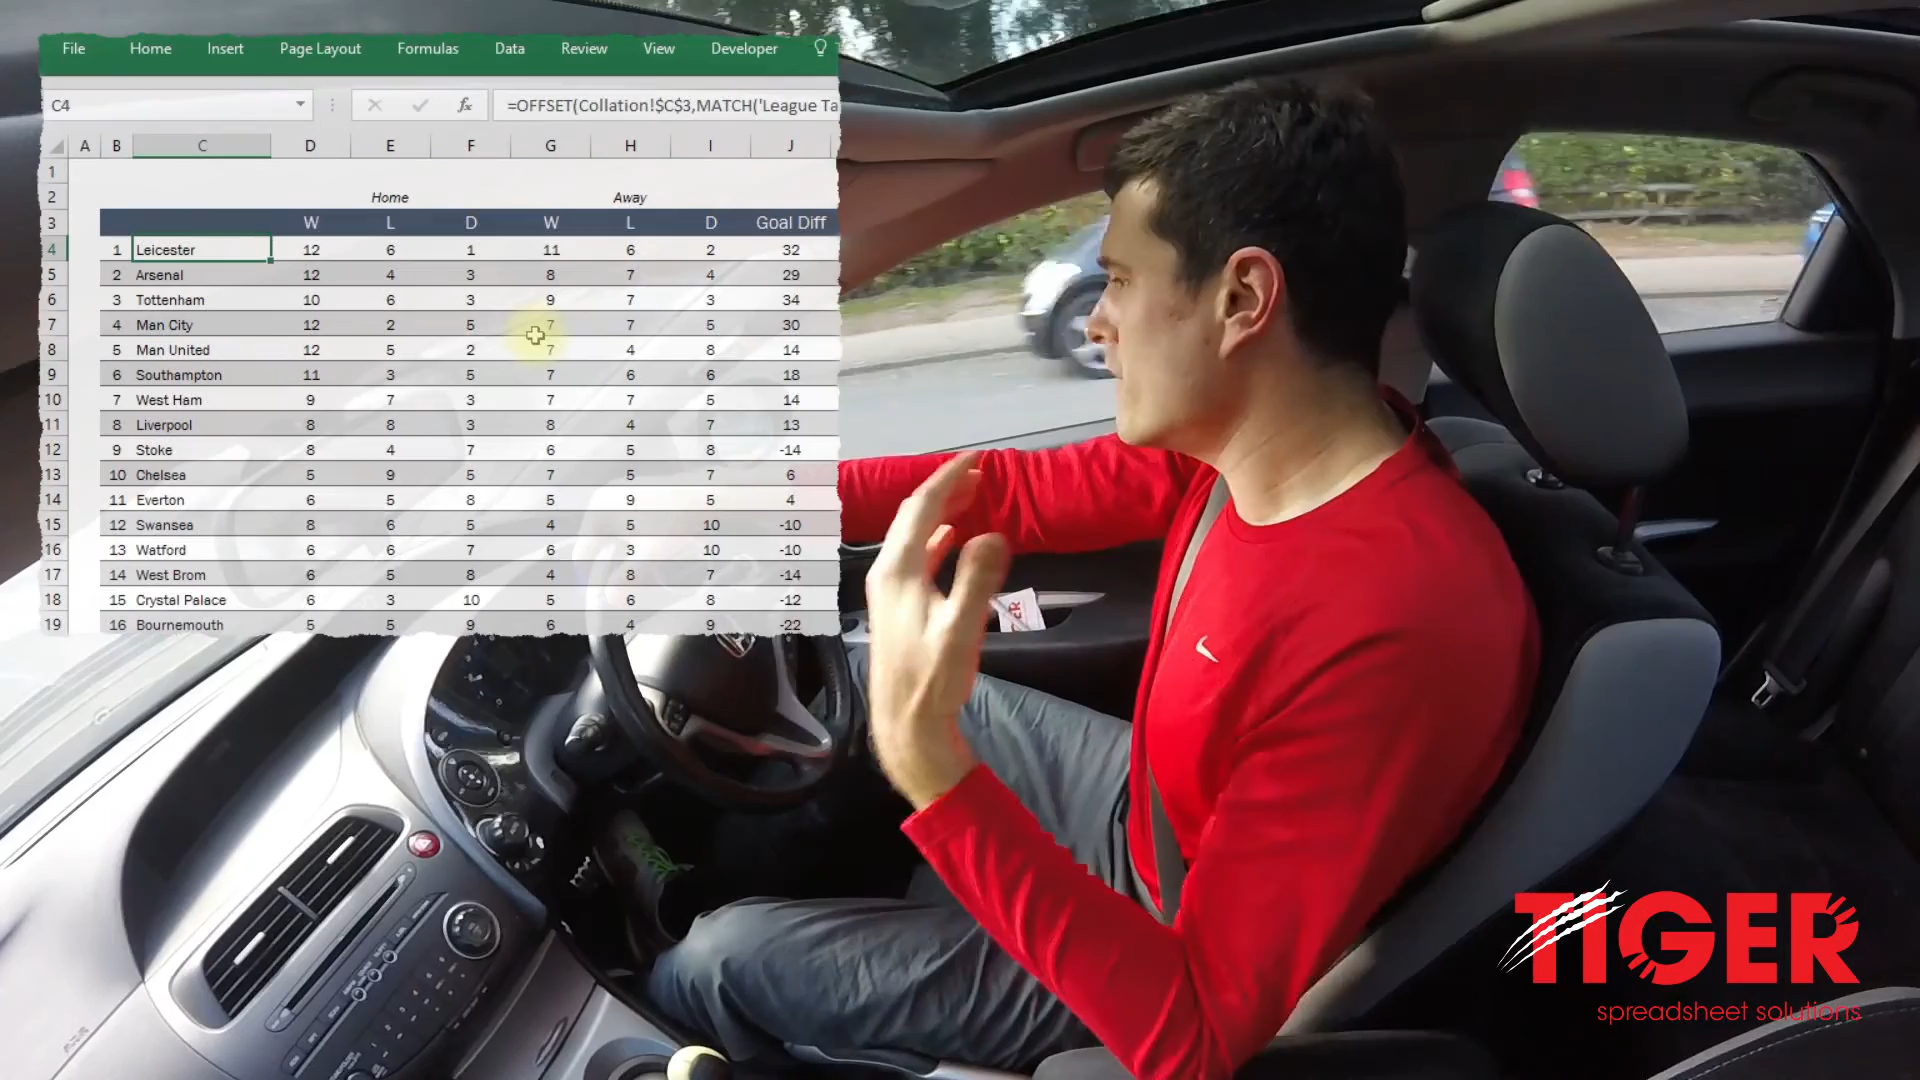 File Home Insert Page Layout Formulas Data Review View Developer
C4 fx =OFFSET(Collation!$C$3,MATCH('League Ta
A B C D E F G H I J
1
2 Home Away
3 W L D W L D Goal Diff
4 1 Leicester 12 6 1 11 6 2 32
5 2 Arsenal 12 4 3 8 7 4 29
6 3 Tottenham 10 6 3 9 7 3 34
7 4 Man City 12 2 5 7 7 5 30
8 5 Man United 12 5 2 7 4 8 14
9 6 Southampton 11 3 5 7 6 6 18
10 7 West Ham 9 7 3 7 7 5 14
11 8 Liverpool 8 8 3 8 4 7 13
12 9 Stoke 8 4 7 6 5 8 -14
13 10 Chelsea 5 9 5 7 5 7 6
14 11 Everton 6 5 8 5 9 5 4
15 12 Swansea 8 6 5 4 5 10 -10
16 13 Watford 6 6 7 6 3 10 -10
17 14 West Brom 6 5 8 4 8 7 -14
18 15 Crystal Palace 6 3 10 5 6 8 -12
19 16 Bournemouth 5 5 9 6 4 9 -22
TIGER
spreadsheet solutions